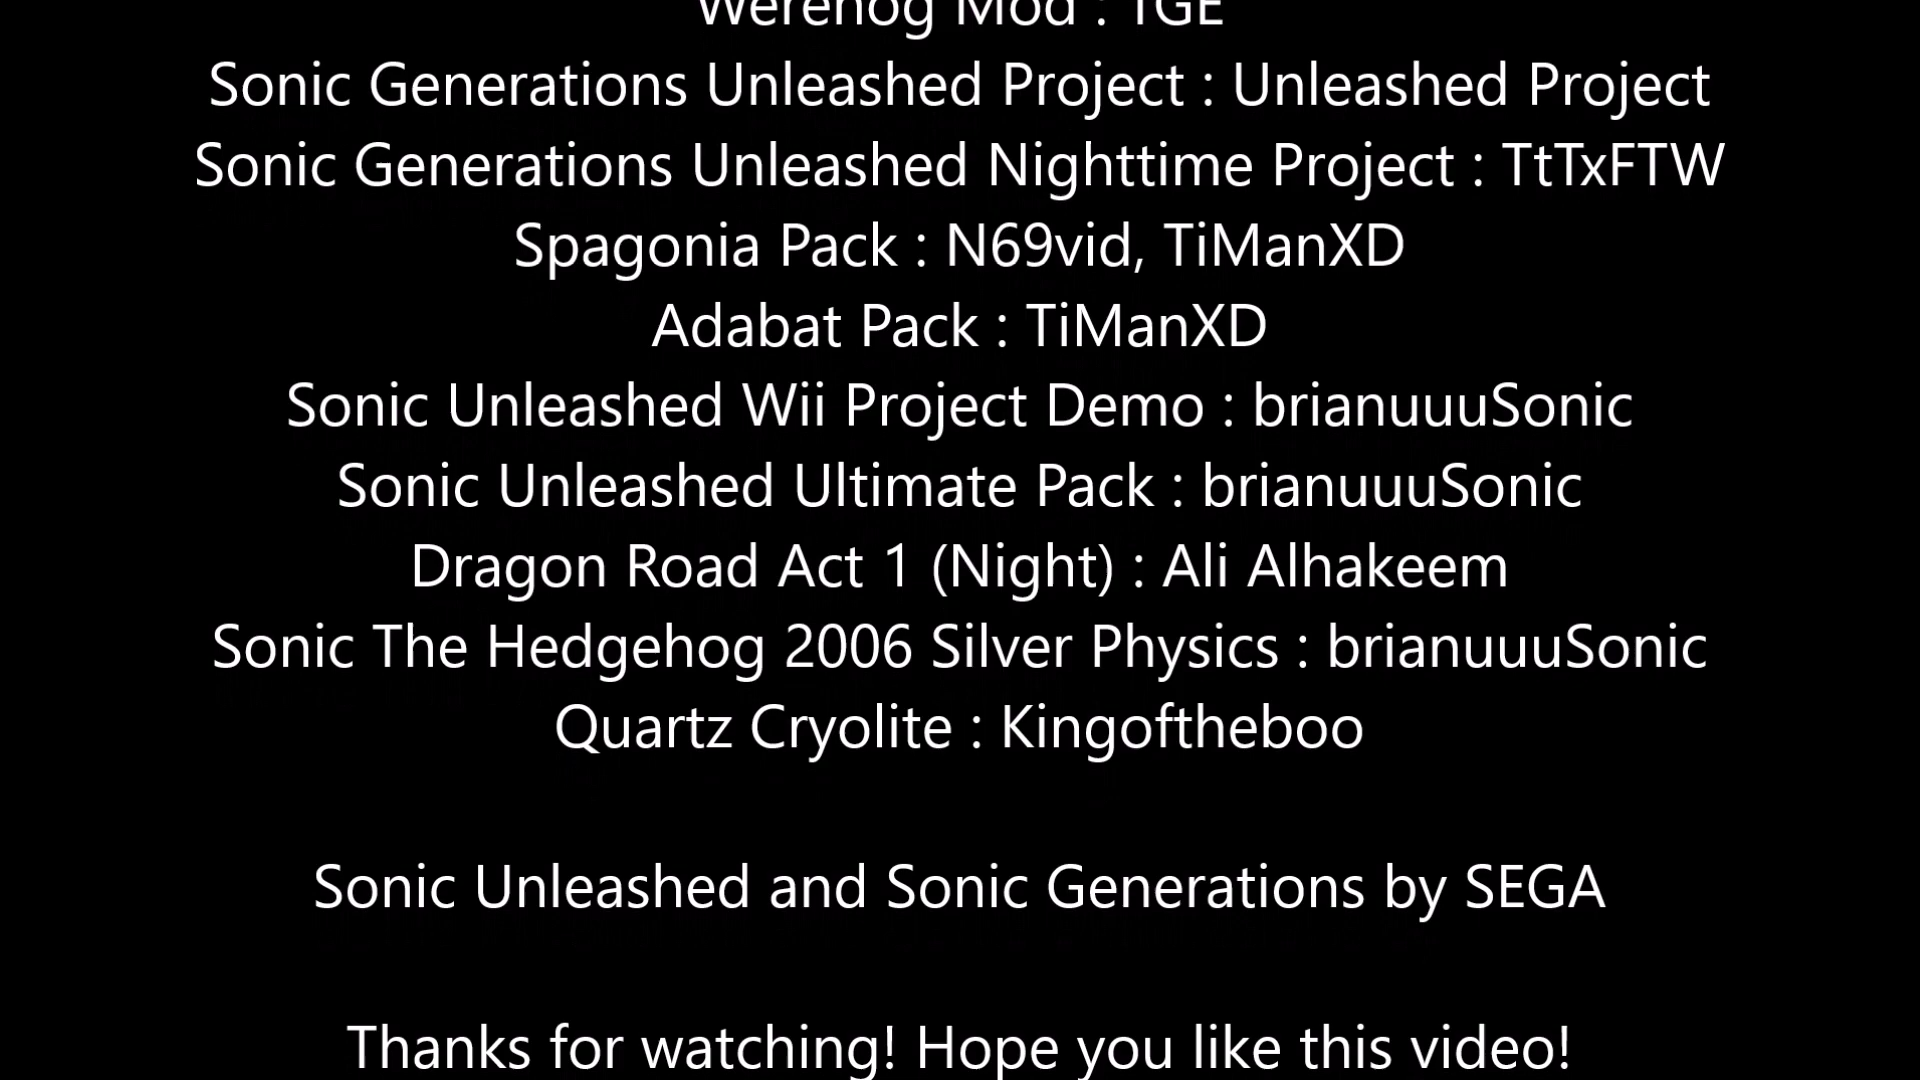 Werehog Mod : TGE
Sonic Generations Unleashed Project : Unleashed Project
Sonic Generations Unleashed Nighttime Project : TtTxFTW
Spagonia Pack : N69vid, TiManXD
Adabat Pack : TiManXD
Sonic Unleashed Wii Project Demo : brianuuuSonic
Sonic Unleashed Ultimate Pack : brianuuuSonic
Dragon Road Act 1 (Night) : Ali Alhakeem
Sonic The Hedgehog 2006 Silver Physics : brianuuuSonic
Quartz Cryolite : Kingoftheboo
Sonic Unleashed and Sonic Generations by SEGA
Thanks for watching! Hope you like this video!